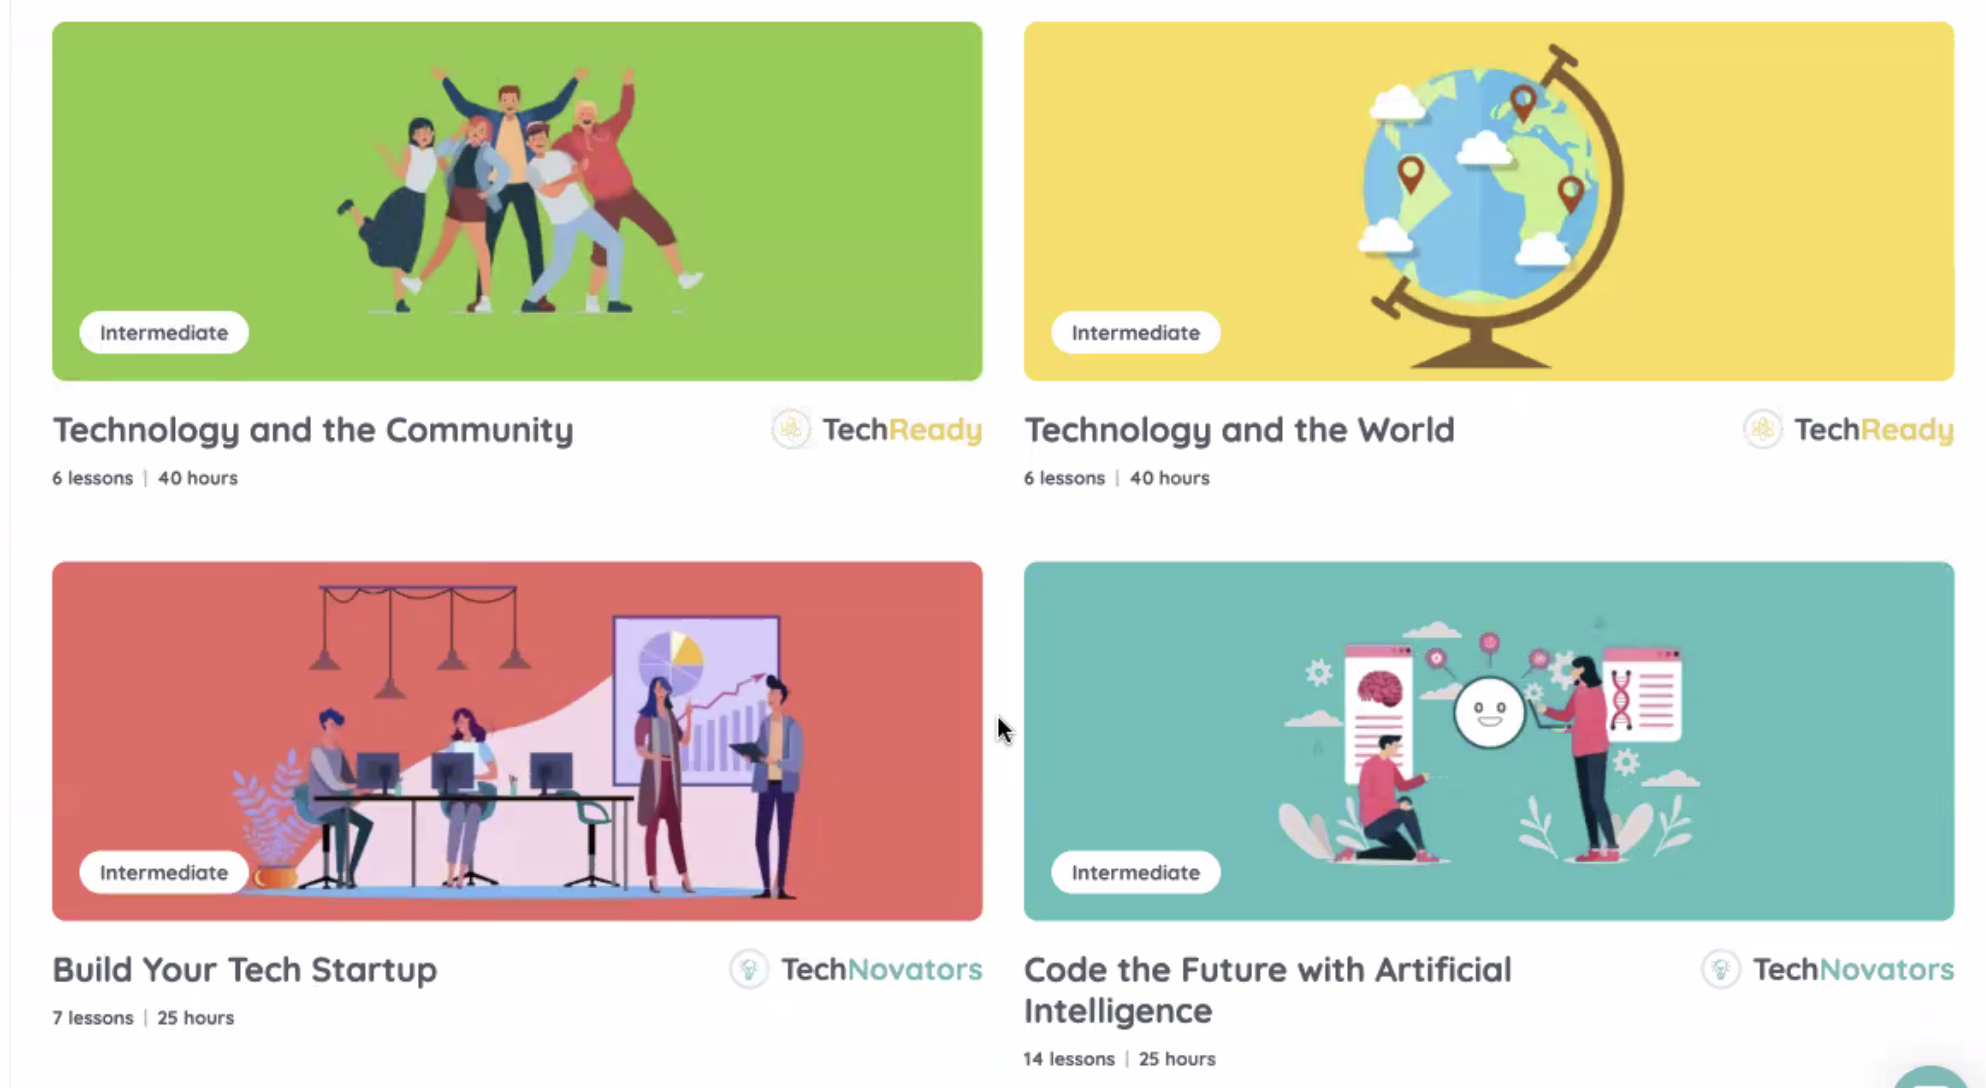 Intermediate
Intermediate
Technology and the Community
TechReady
6 lessons | 40 hours
Technology and the World
TechReady
6 lessons | 40 hours
Intermediate
Intermediate
Build Your Tech Startup
TechNovators
7 lessons | 25 hours
Code the Future with Artificial
Intelligence
TechNovators
14 lessons | 25 hours